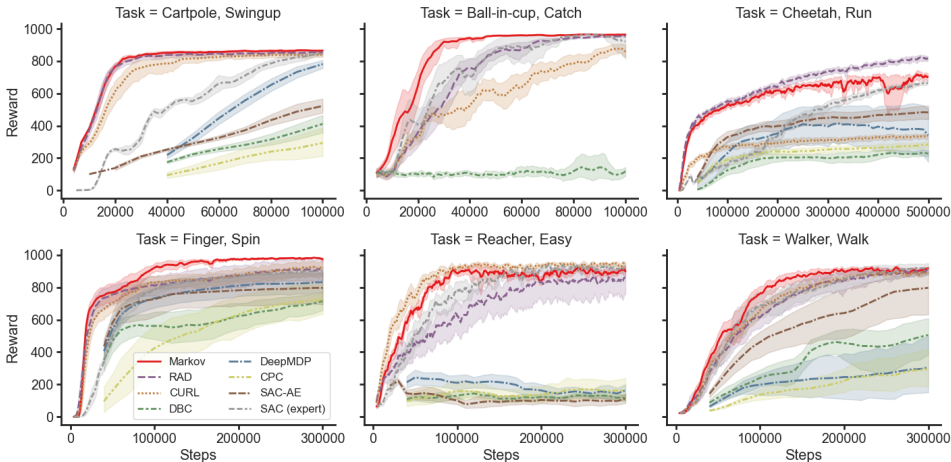 Task = Cartpole, Swingup
Task = Ball-in-cup, Catch
Task = Cheetah, Run
1000
800
600
400
200
0
Reward
0 20000 40000 60000 80000 100000
0 20000 40000 60000 80000 100000
0 100000 200000 300000 400000 500000
Task = Finger, Spin
Task = Reacher, Easy
Task = Walker, Walk
1000
800
600
400
200
0
Reward
Markov
RAD
CURL
DBC
DeepMDP
CPC
SAC-AE
SAC (expert)
0 100000 200000 300000
0 100000 200000 300000
0 100000 200000 300000
Steps
Steps
Steps